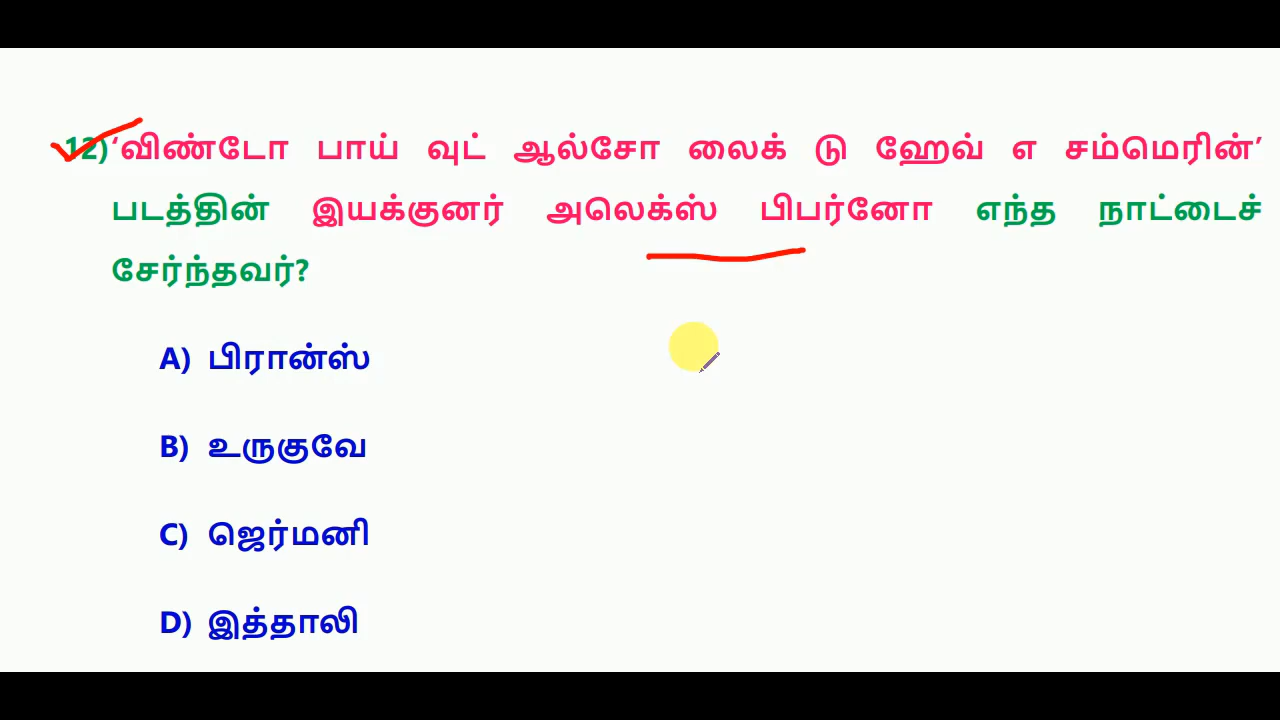 12) ‘விண்டோ பாய் வுட் ஆல்சோ லைக் டு ஹேவ் எ சம்மெரின்’
படத்தின் இயக்குனர் அலெக்ஸ் பிபர்னோ எந்த நாட்டைச்
சேர்ந்தவர்?
A) பிரான்ஸ்
B) உருகுவே
C) ஜெர்மனி
D) இத்தாலி